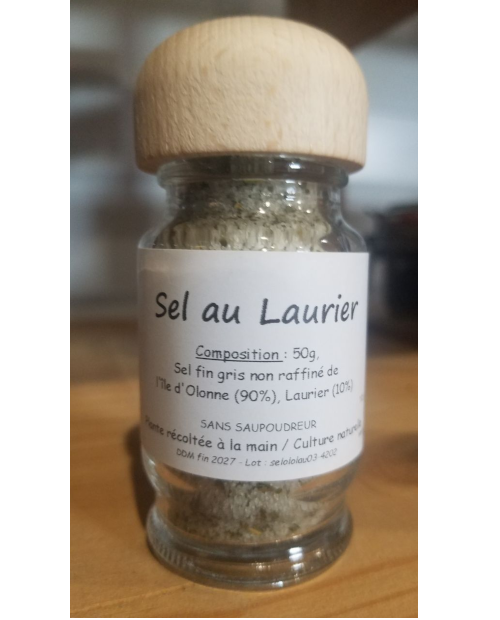 Sel au Laurier
Composition : 50g,
Sel fin gris non raffiné de
l'île d'Olonne (90%), Laurier (10%)
SANS SAUPOUDREUR
Plante récoltée à la main / Culture naturelle
DDM fin 2027 - Lot :